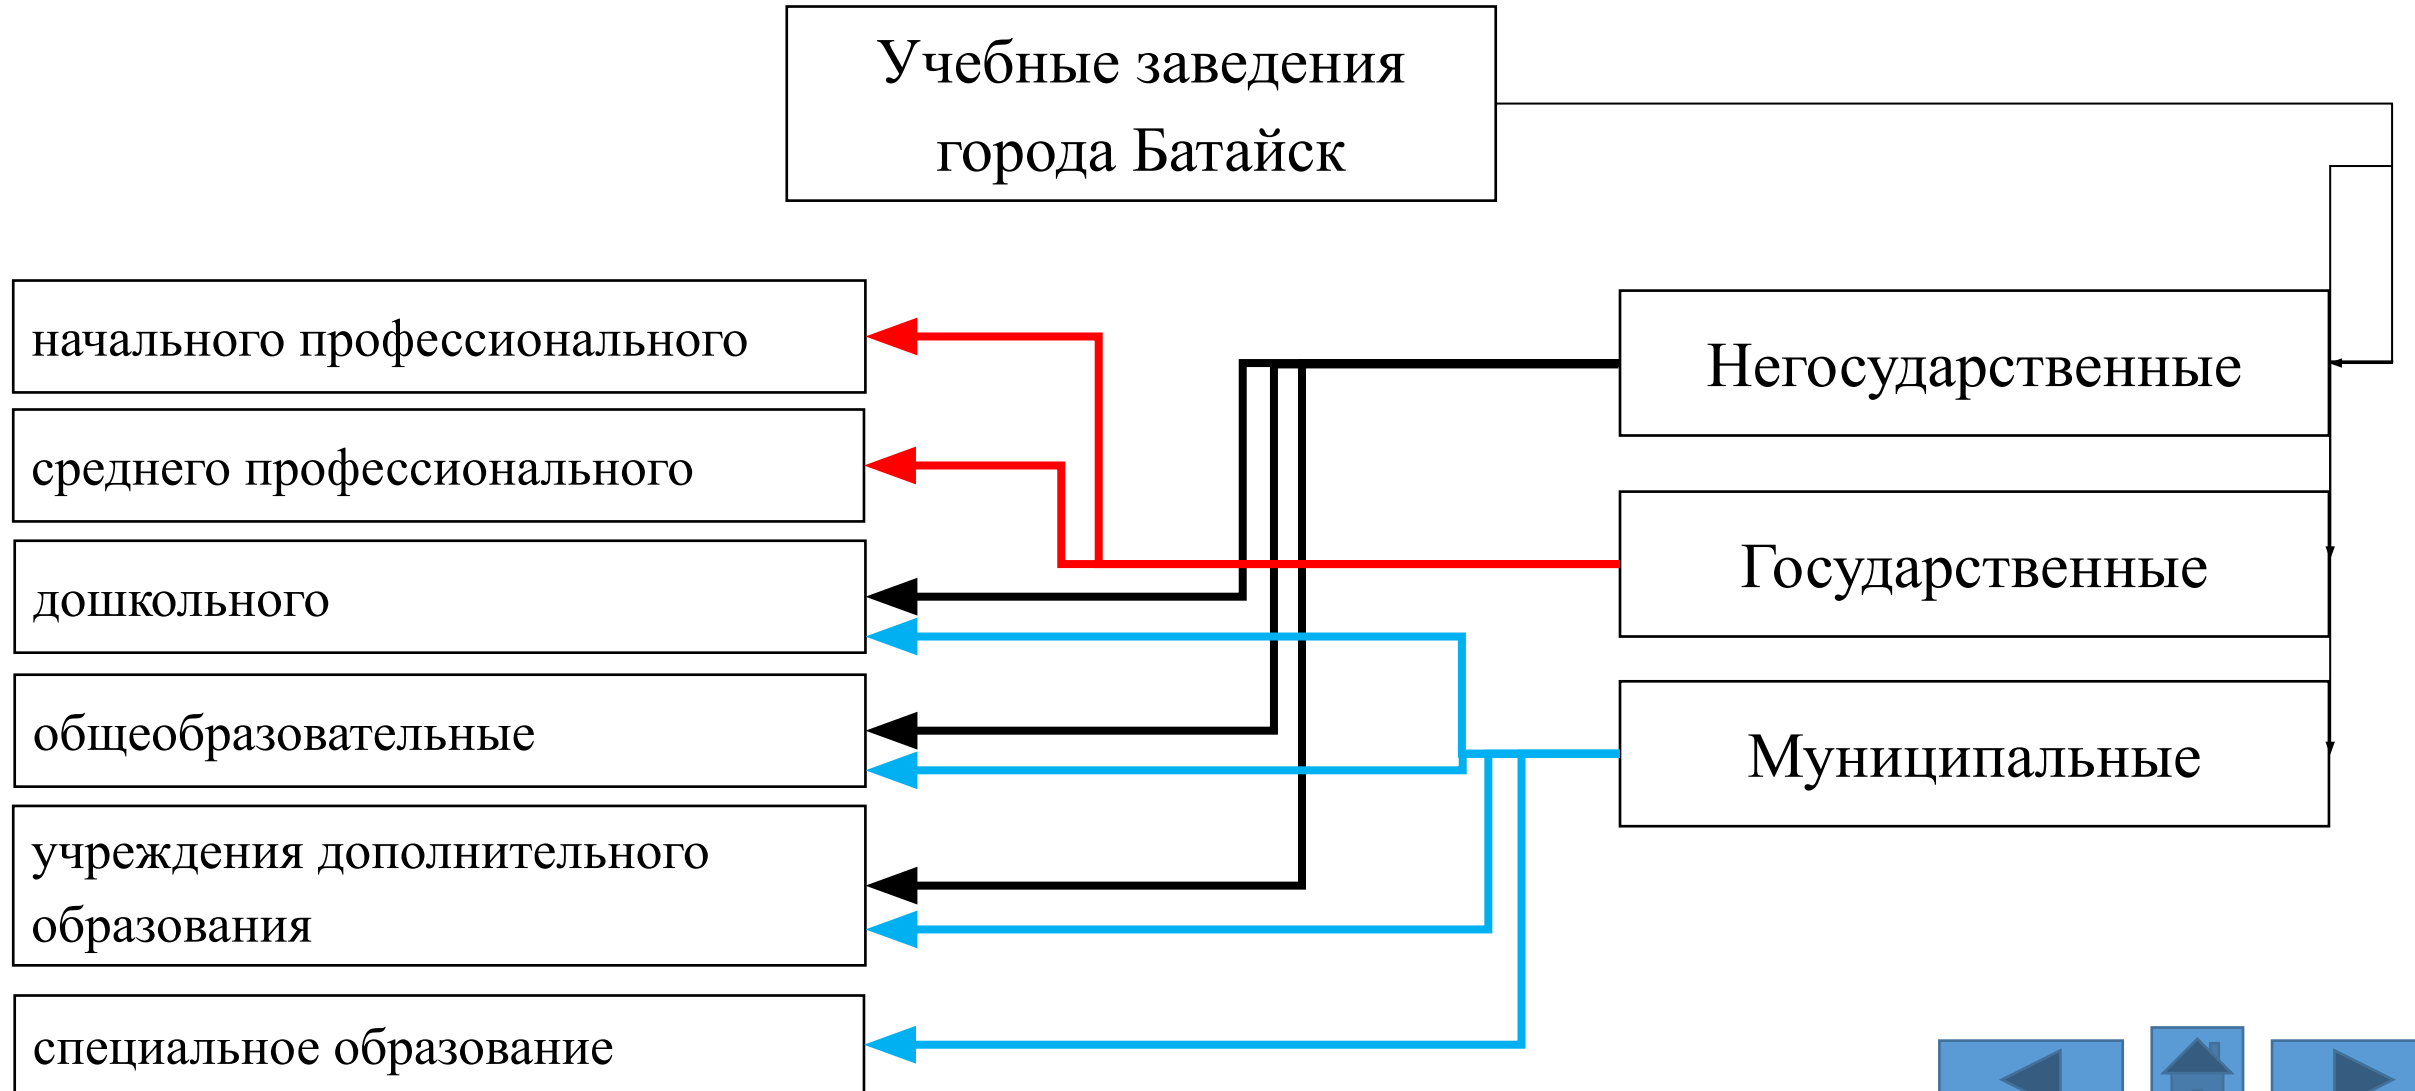 Учебные заведения
города Батайск
начального профессионального
среднего профессионального
дошкольного
общеобразовательные
учреждения дополнительного
образования
специальное образование
Негосударственные
Государственные
Муниципальные